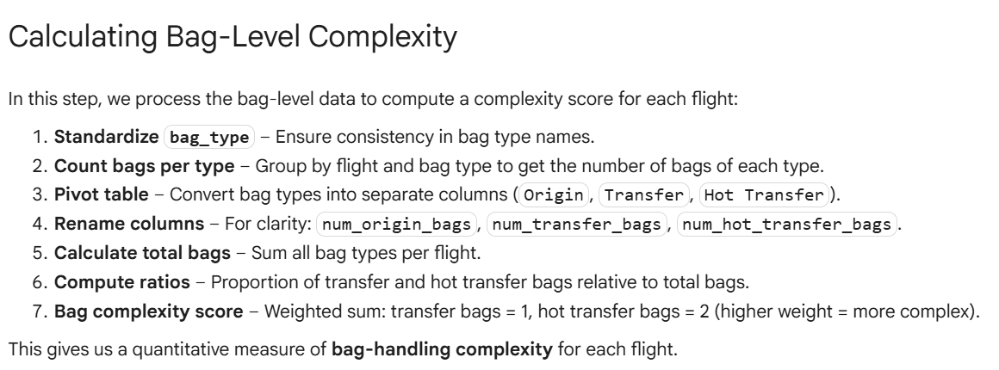 Calculating Bag-Level Complexity
In this step, we process the bag-level data to compute a complexity score for each flight:
1. Standardize bag_type – Ensure consistency in bag type names.
2. Count bags per type – Group by flight and bag type to get the number of bags of each type.
3. Pivot table – Convert bag types into separate columns (Origin, Transfer, Hot Transfer).
4. Rename columns – For clarity: num_origin_bags, num_transfer_bags, num_hot_transfer_bags.
5. Calculate total bags – Sum all bag types per flight.
6. Compute ratios – Proportion of transfer and hot transfer bags relative to total bags.
7. Bag complexity score – Weighted sum: transfer bags = 1, hot transfer bags = 2 (higher weight = more complex).
This gives us a quantitative measure of bag-handling complexity for each flight.